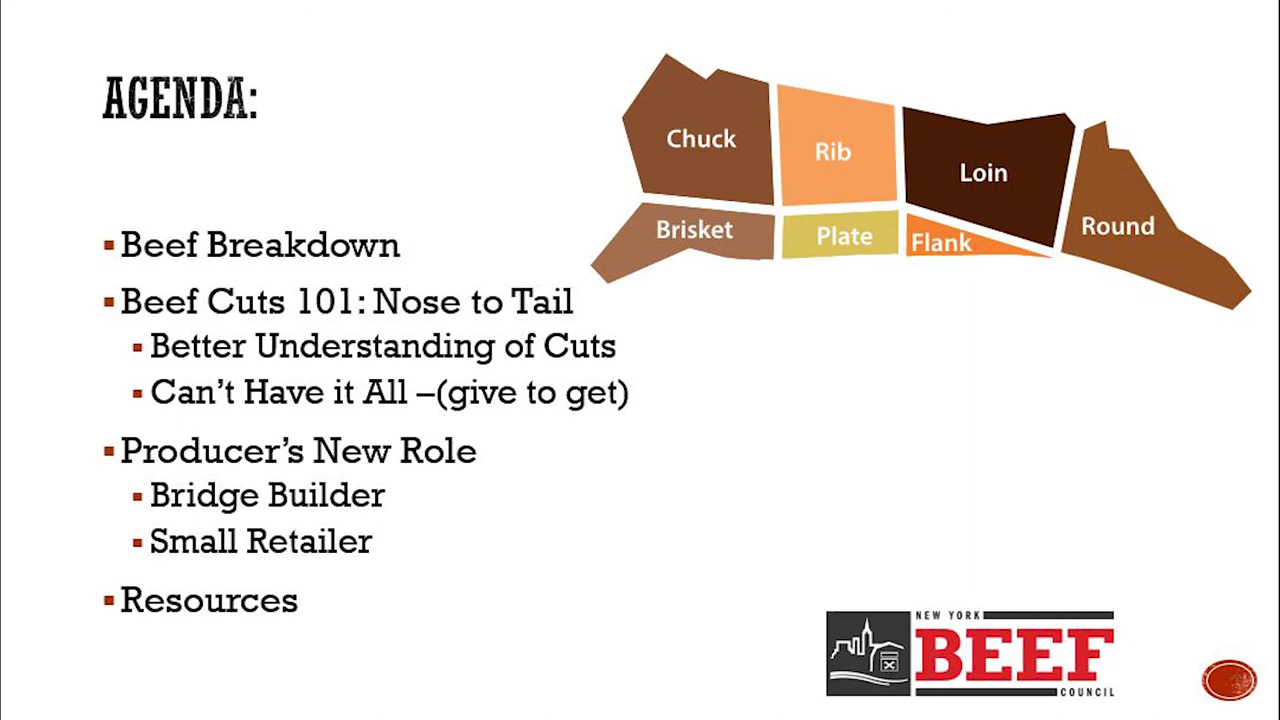 AGENDA:
Chuck
Rib
Loin
Round
Brisket
Plate
Flank
▪Beef Breakdown
▪Beef Cuts 101: Nose to Tail
▪Better Understanding of Cuts
▪Can't Have it All –(give to get)
▪Producer's New Role
▪Bridge Builder
▪Small Retailer
▪Resources
NEW YORK
BEEF
COUNCIL